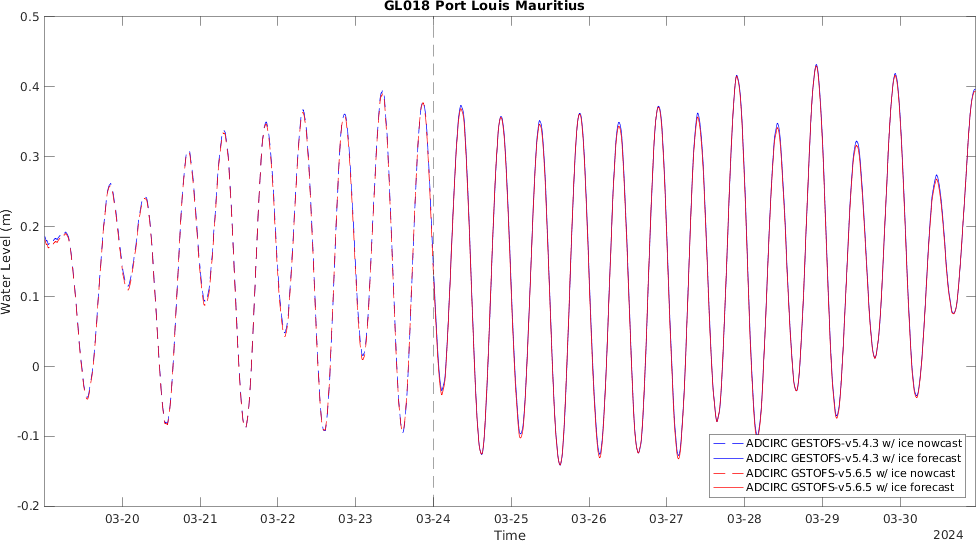 GL018 Port Louis Mauritius
0.5
0.4
0.3
0.2
0.1
0
-0.1
-0.2
Water Level (m)
ADCIRC GESTOFS-v5.4.3 w/ ice nowcast
ADCIRC GESTOFS-v5.4.3 w/ ice forecast
ADCIRC GSTOFS-v5.6.5 w/ ice nowcast
ADCIRC GSTOFS-v5.6.5 w/ ice forecast
03-20 03-21 03-22 03-23 03-24 03-25 03-26 03-27 03-28 03-29 03-30
Time
2024